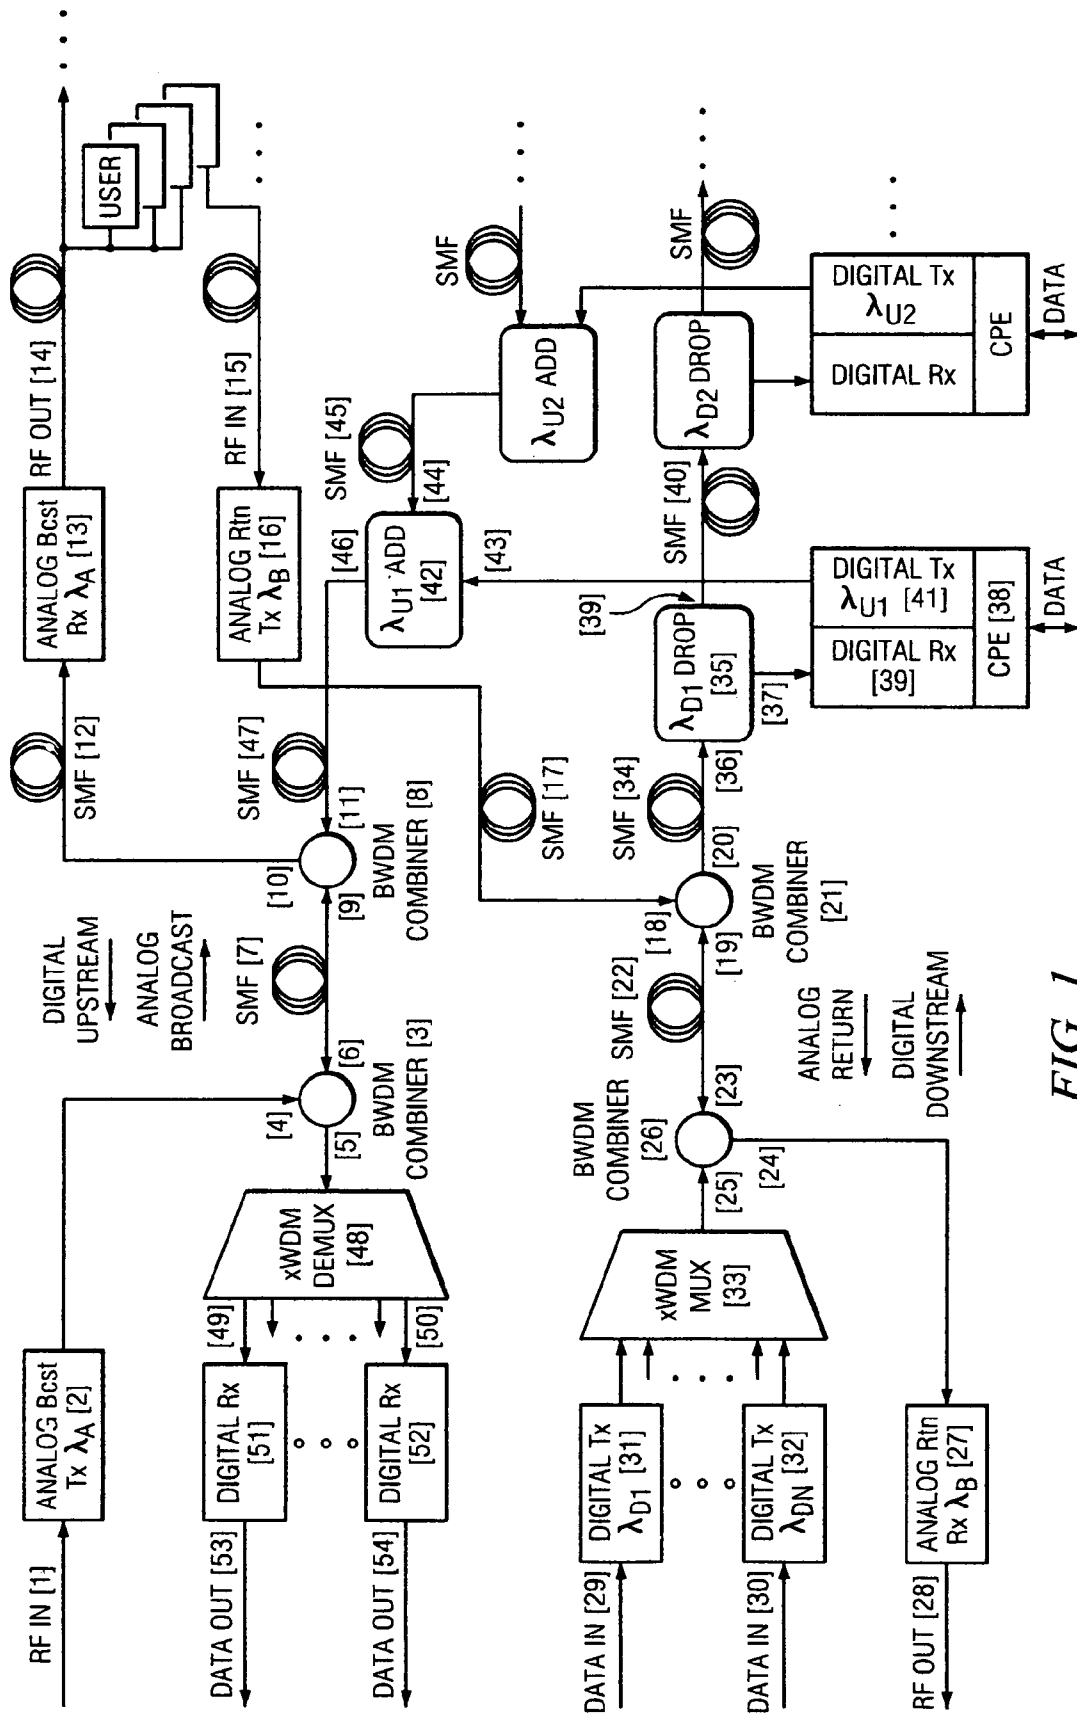 RF IN [1]
ANALOG Bcst
Tx λA [2]
DIGITAL
UPSTREAM
ANALOG
BROADCAST
SMF [12]
ANALOG Bcst
Rx λA [13]
RF OUT [14]
USER
DATA OUT [53]
DIGITAL Rx
[51]
[49]
xWDM
DEMUX
[48]
[4]
[5]
[6]
BWDM
COMBINER [3]
SMF [7]
[9]
[10]
[11]
BWDM
COMBINER [8]
SMF [47]
ANALOG Rtn
Tx λB [16]
RF IN [15]
DATA OUT [54]
DIGITAL Rx
[52]
[50]
[46]
λU1 ADD
[42]
[44]
[43]
SMF [45]
λU2 ADD
SMF
SMF [17]
DATA IN [29]
DIGITAL Tx
λD1 [31]
DATA IN [30]
DIGITAL Tx
λDN [32]
xWDM
MUX
[33]
[25]
BWDM
COMBINER
[26]
[24]
[23]
SMF [22]
[19]
[18]
[20]
BWDM
COMBINER
[21]
SMF [34]
[36]
λD1 DROP
[35]
[37]
[39]
SMF [40]
λD2 DROP
SMF
RF OUT [28]
ANALOG Rtn
Rx λB [27]
ANALOG
RETURN
DIGITAL
DOWNSTREAM
DIGITAL Rx
[39]
DIGITAL Tx
λU1 [41]
CPE [38]
DATA
DIGITAL Rx
DIGITAL Tx
λU2
CPE
DATA
FIG. 1